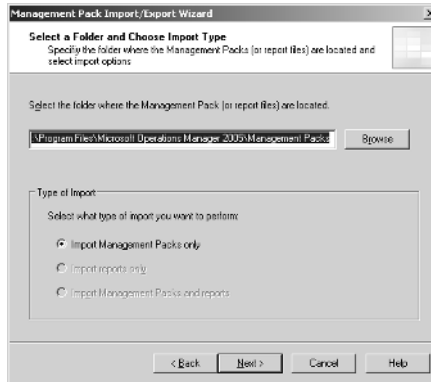 Management Pack Import/Export Wizard
Select a Folder and Choose Import Type
Specify the folder where the Management Packs (or report files) are located and
select import options
Select the folder where the Management Pack (or report files) are located.
:\Program Files\Microsoft Operations Manager 2005\Management Packs
Browse
Type of Import
Select what type of import you want to perform:
Import Management Packs only
Import reports only
Import Management Packs and reports
< Back
Next >
Cancel
Help